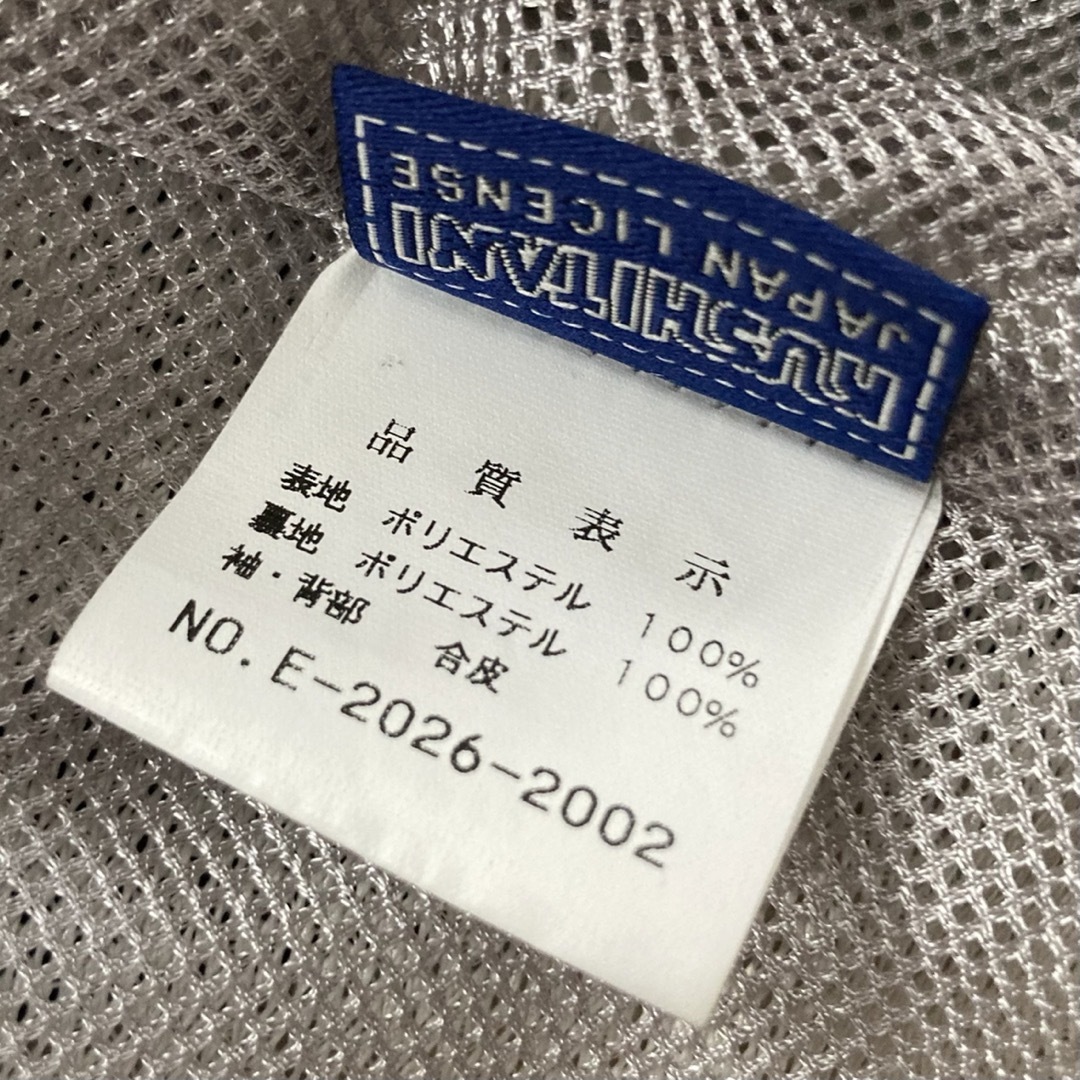 KUSHITANI
JAPAN LICENSE
品質表示
表地 ポリエステル 100%
裏地 ポリエステル 100%
袖・背部 合皮
NO. E-2026-2002